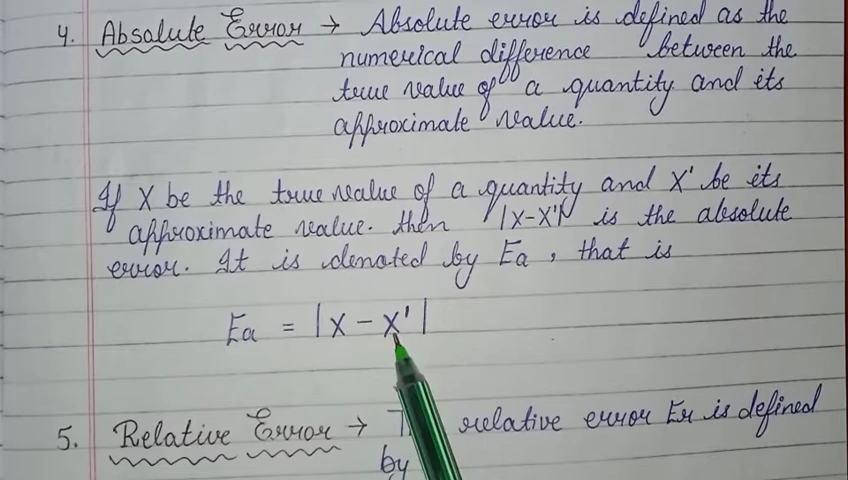 4. Absolute Error → Absolute error is defined as the
numerical difference between the
true value of a quantity and its
approximate value.
If X be the true value of a quantity and X' be its
approximate value. then |X-X'| is the absolute
error. It is denoted by Ea, that is
Ea = |X - X'|
5. Relative Error → relative error Er is defined
by